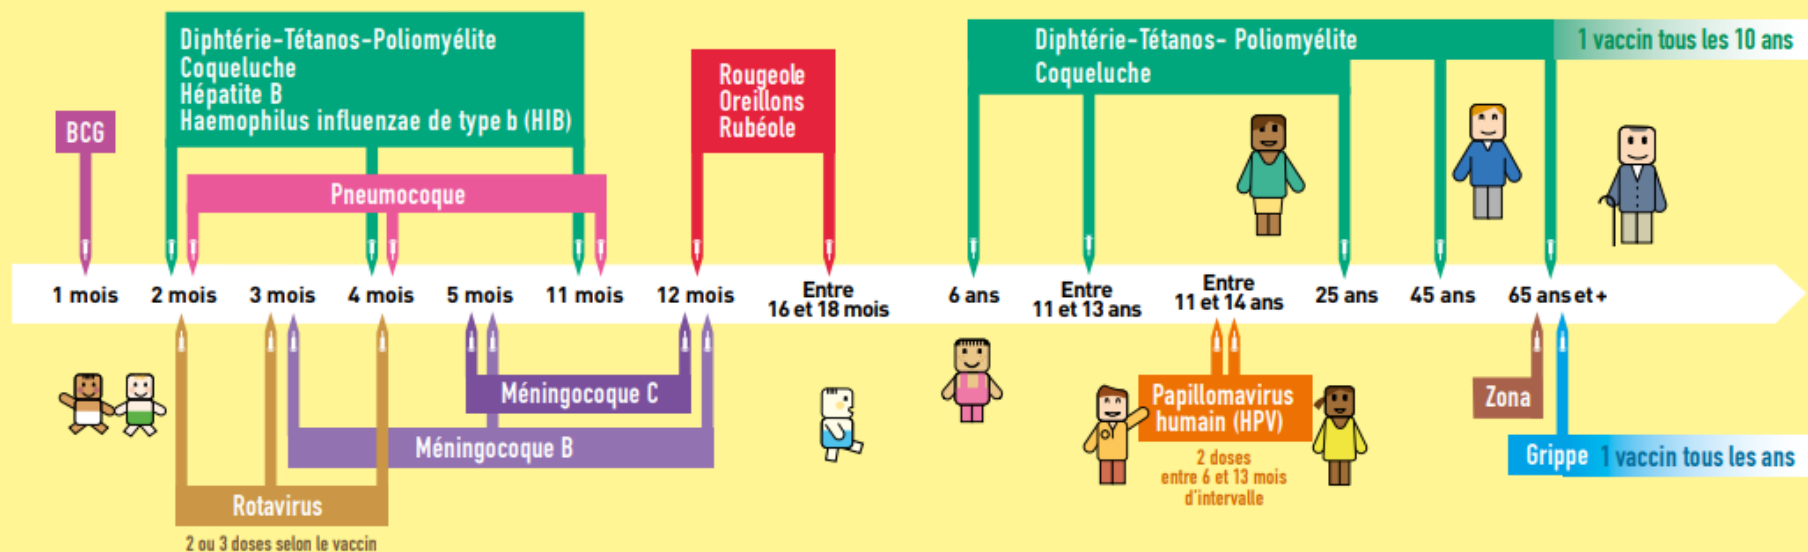 BCG
Diphtérie-Tétanos-Poliomyélite
Coqueluche
Hépatite B
Haemophilus influenzae de type b (HIB)
Pneumocoque
Rougeole
Oreillons
Rubéole
Diphtérie-Tétanos- Poliomyélite
Coqueluche
1 vaccin tous les 10 ans
1 mois
2 mois
3 mois
4 mois
5 mois
11 mois
12 mois
Entre
16 et 18 mois
6 ans
Entre
11 et 13 ans
Entre
11 et 14 ans
25 ans
45 ans
65 ans et +
Méningocoque C
Méningocoque B
Rotavirus
2 ou 3 doses selon le vaccin
Papillomavirus
humain (HPV)
2 doses
entre 6 et 13 mois
d'intervalle
Zona
Grippe 1 vaccin tous les ans